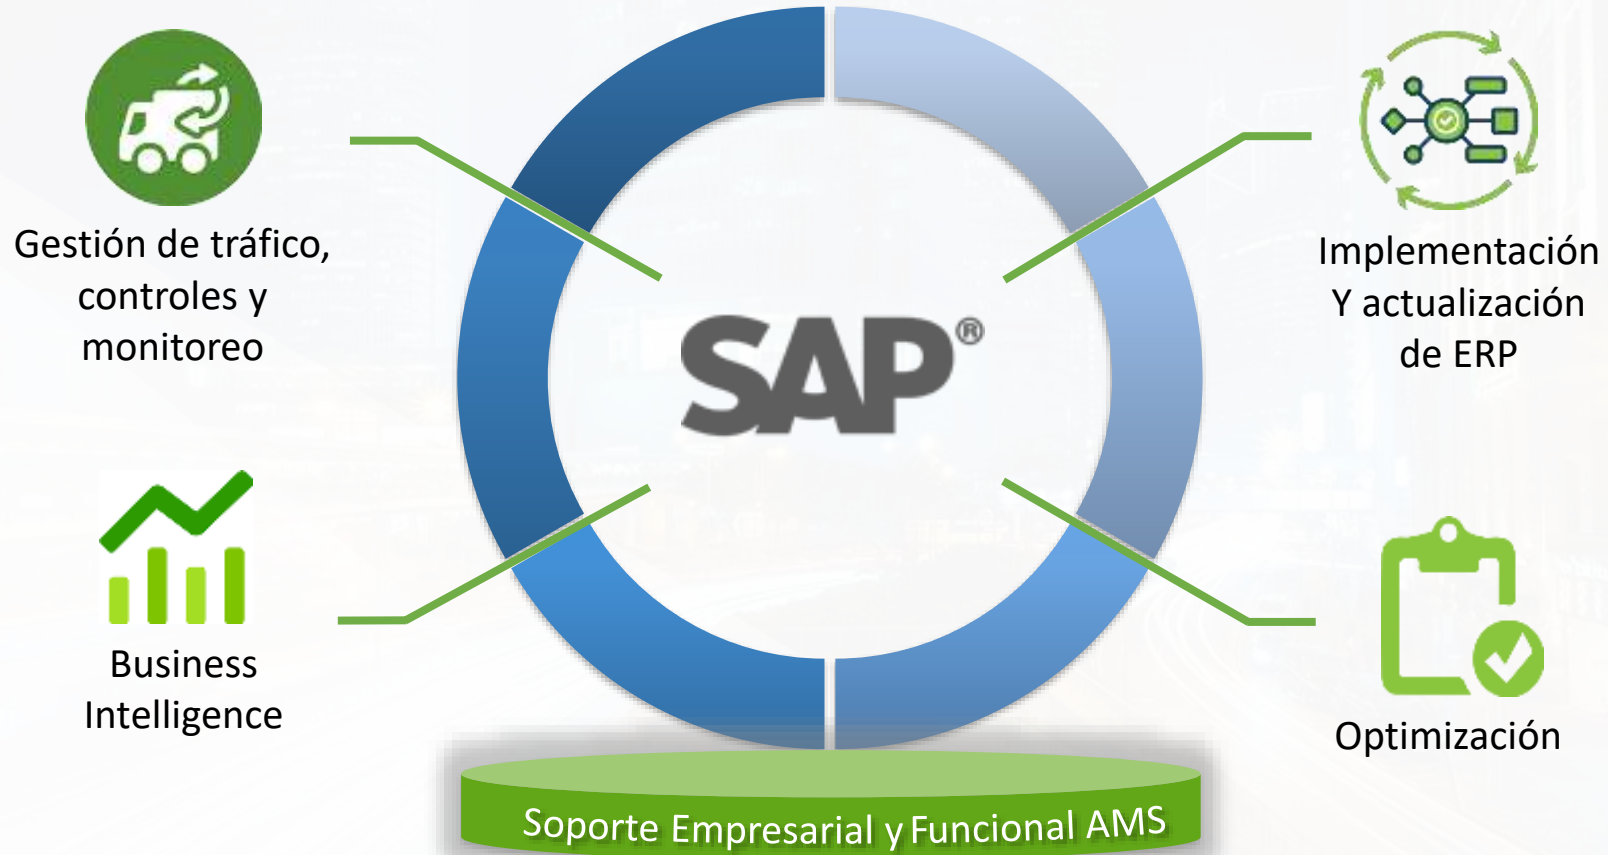 Gestión de tráfico,
controles y
monitoreo
Implementación
Y actualización
de ERP
SAP®
Business
Intelligence
Optimización
Soporte Empresarial y Funcional AMS